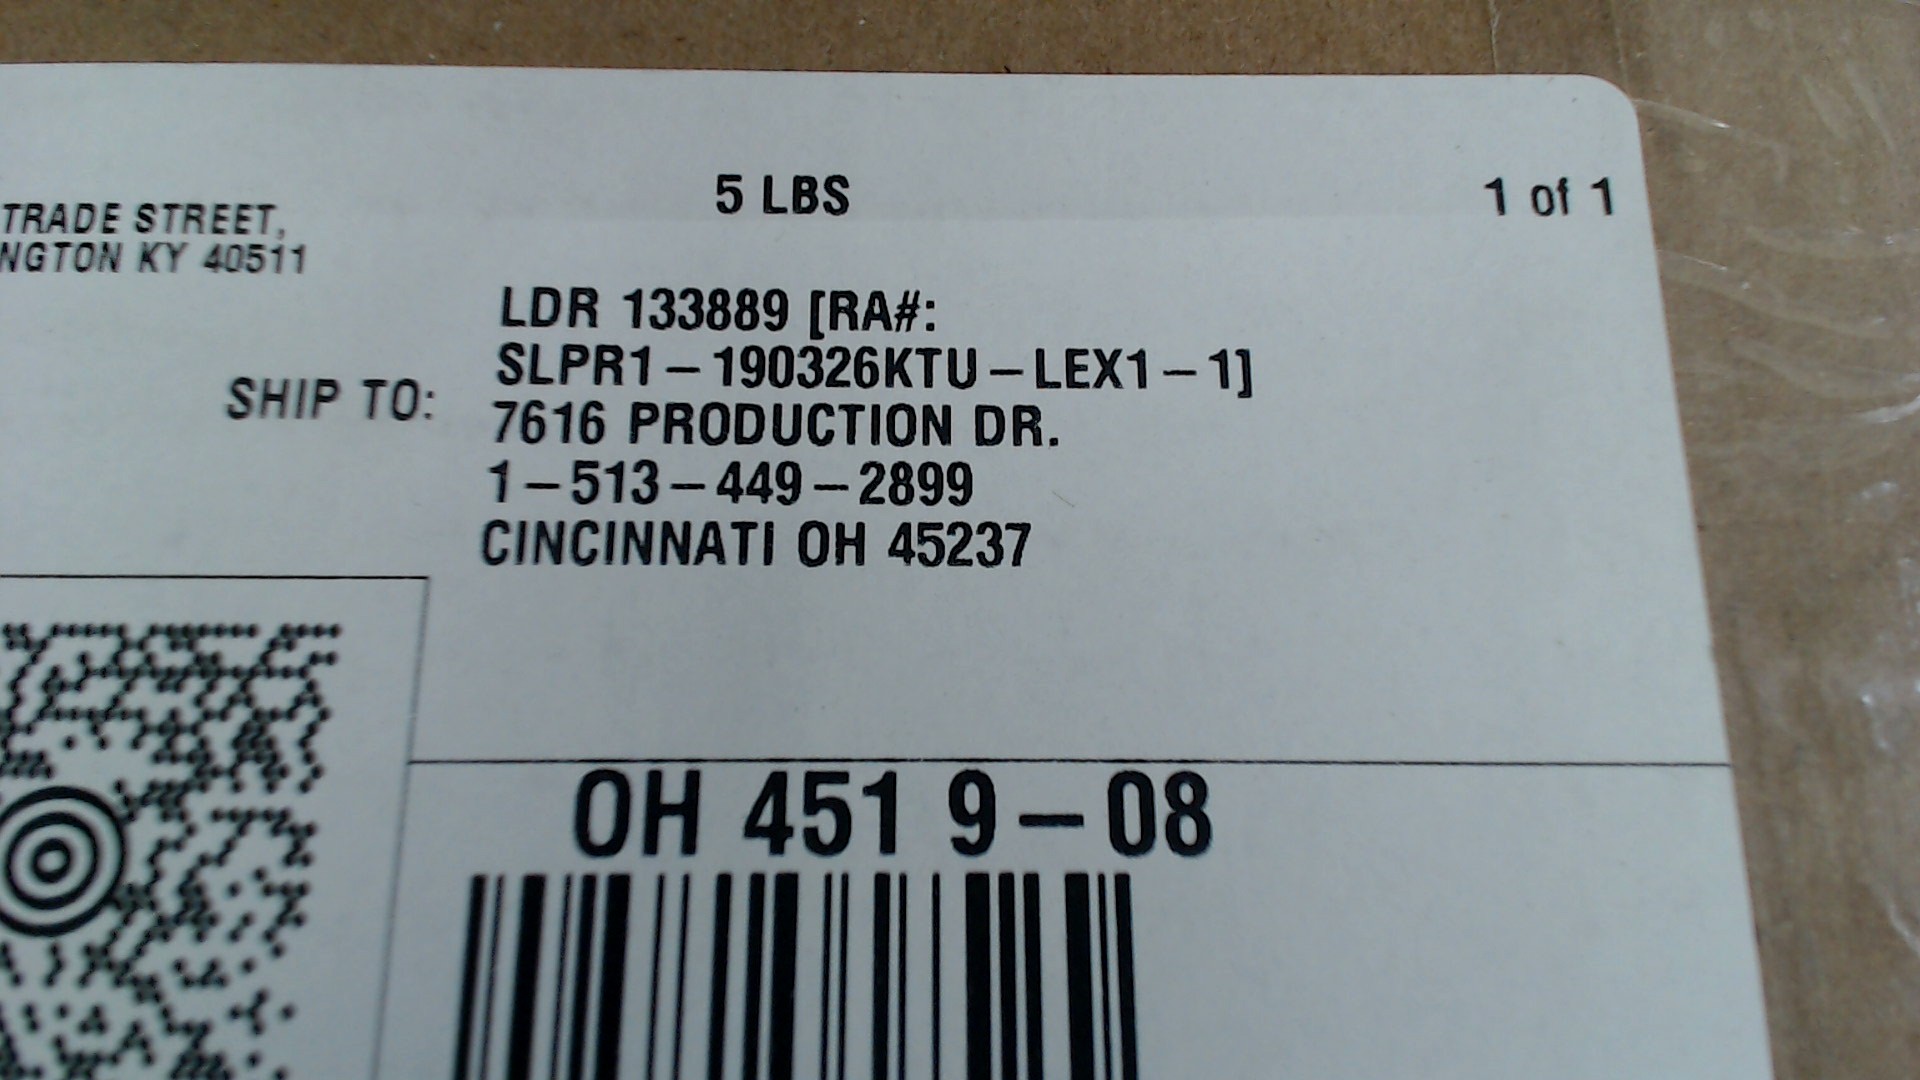 5 LBS
1 of 1
TRADE STREET,
NGTON KY 40511
LDR 133889 [RA#:
SLPR1-190326KTU-LEX1-1]
SHIP TO:
7616 PRODUCTION DR.
1-513-449-2899
CINCINNATI OH 45237
OH 451 9-08